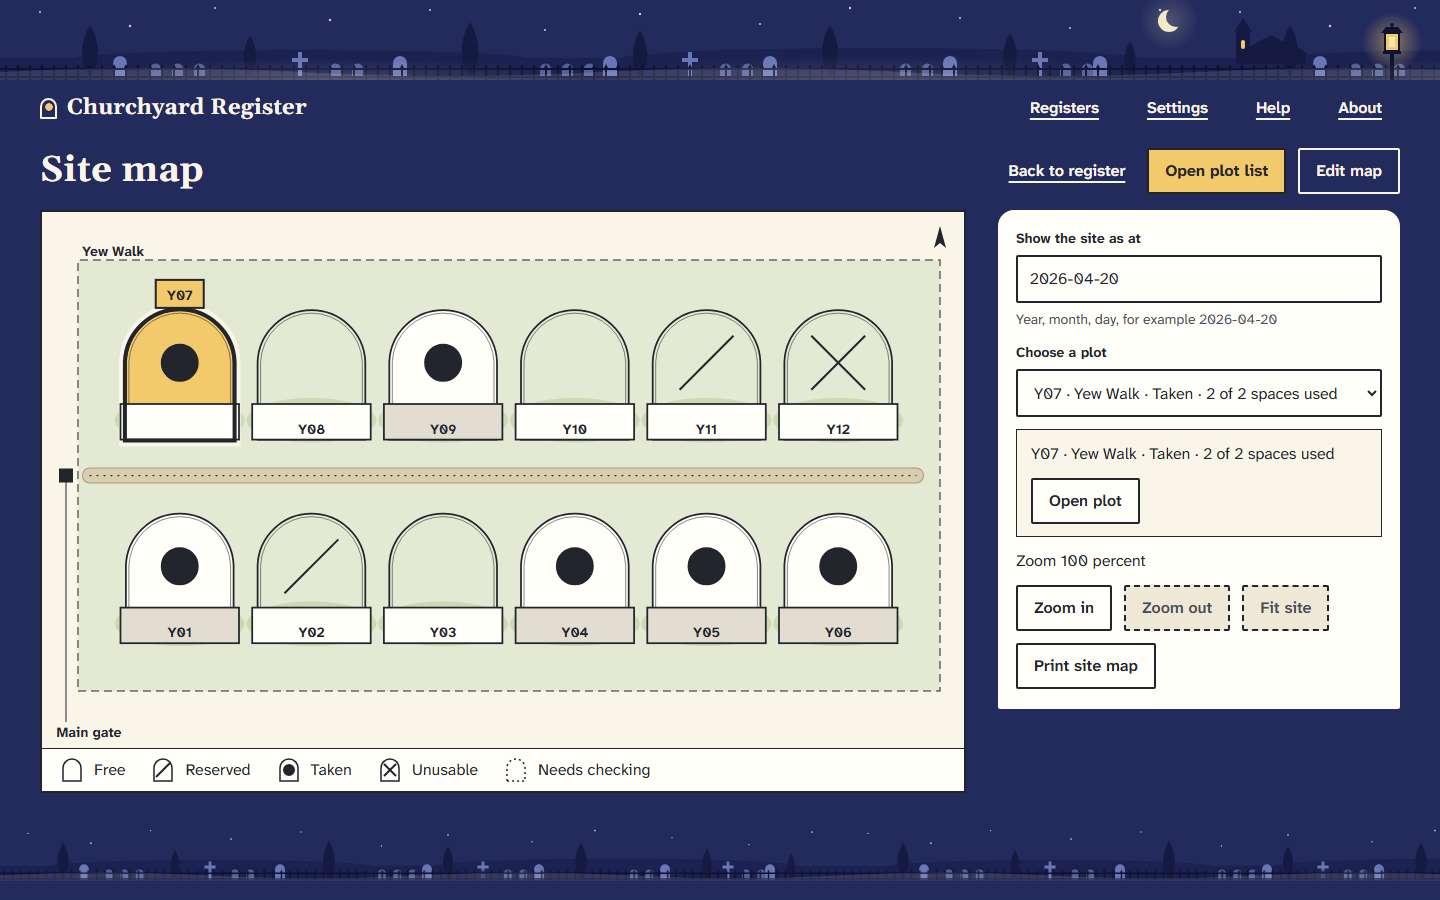 Churchyard Register
Registers
Settings
Help
About
Site map
Back to register
Open plot list
Edit map
Yew Walk
Y07
Y08
Y09
Y10
Y11
Y12
Y01
Y02
Y03
Y04
Y05
Y06
Main gate
Free
Reserved
Taken
Unusable
Needs checking
Show the site as at
2026-04-20
Year, month, day, for example 2026-04-20
Choose a plot
Y07 · Yew Walk · Taken · 2 of 2 spaces used
Y07 · Yew Walk · Taken · 2 of 2 spaces used
Open plot
Zoom 100 percent
Zoom in
Zoom out
Fit site
Print site map